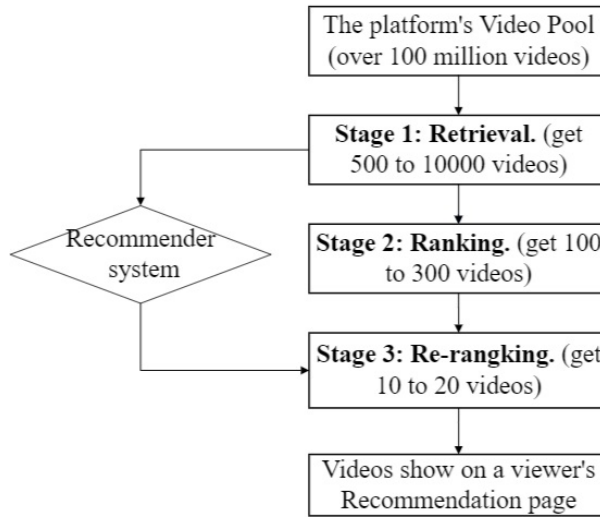 The platform's Video Pool
(over 100 million videos)
Stage 1: Retrieval. (get
500 to 10000 videos)
Recommender
system
Stage 2: Ranking. (get 100
to 300 videos)
Stage 3: Re-rangking. (get
10 to 20 videos)
Videos show on a viewer's
Recommendation page